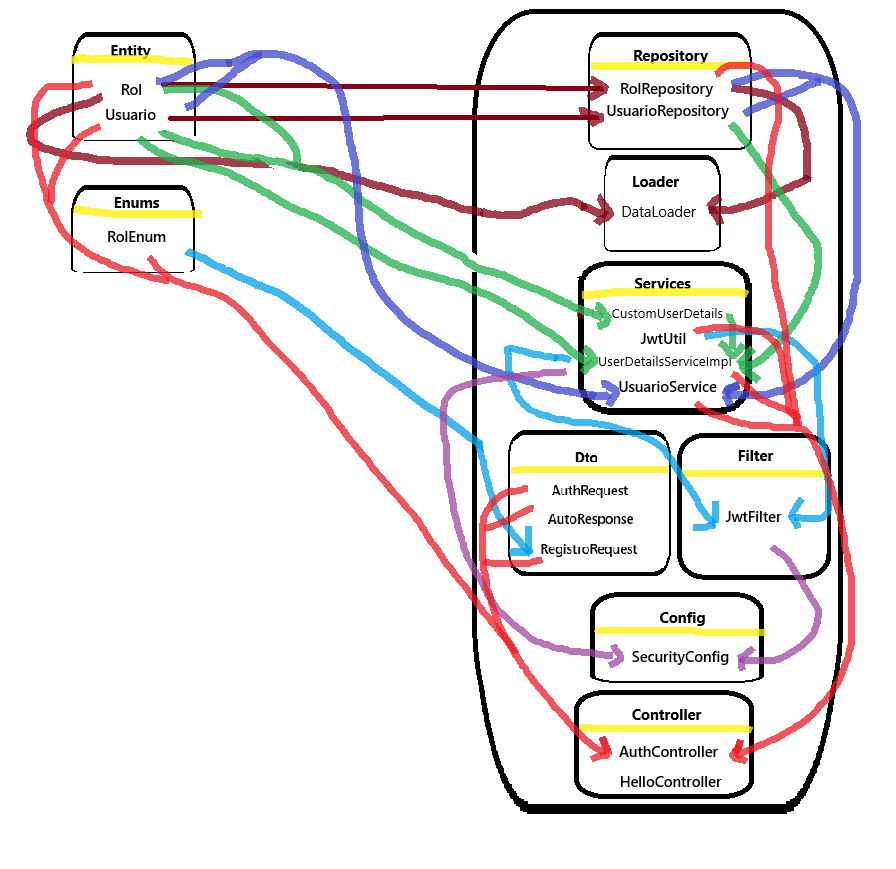 Entity
Rol
Usuario
Enums
RolEnum
Repository
RolRepository
UsuarioRepository
Loader
DataLoader
Services
CustomUserDetails
JwtUtil
UserDetailsServiceImpl
UsuarioService
Dto
AuthRequest
AutoResponse
RegistroRequest
Filter
JwtFilter
Config
SecurityConfig
Controller
AuthController
HelloController